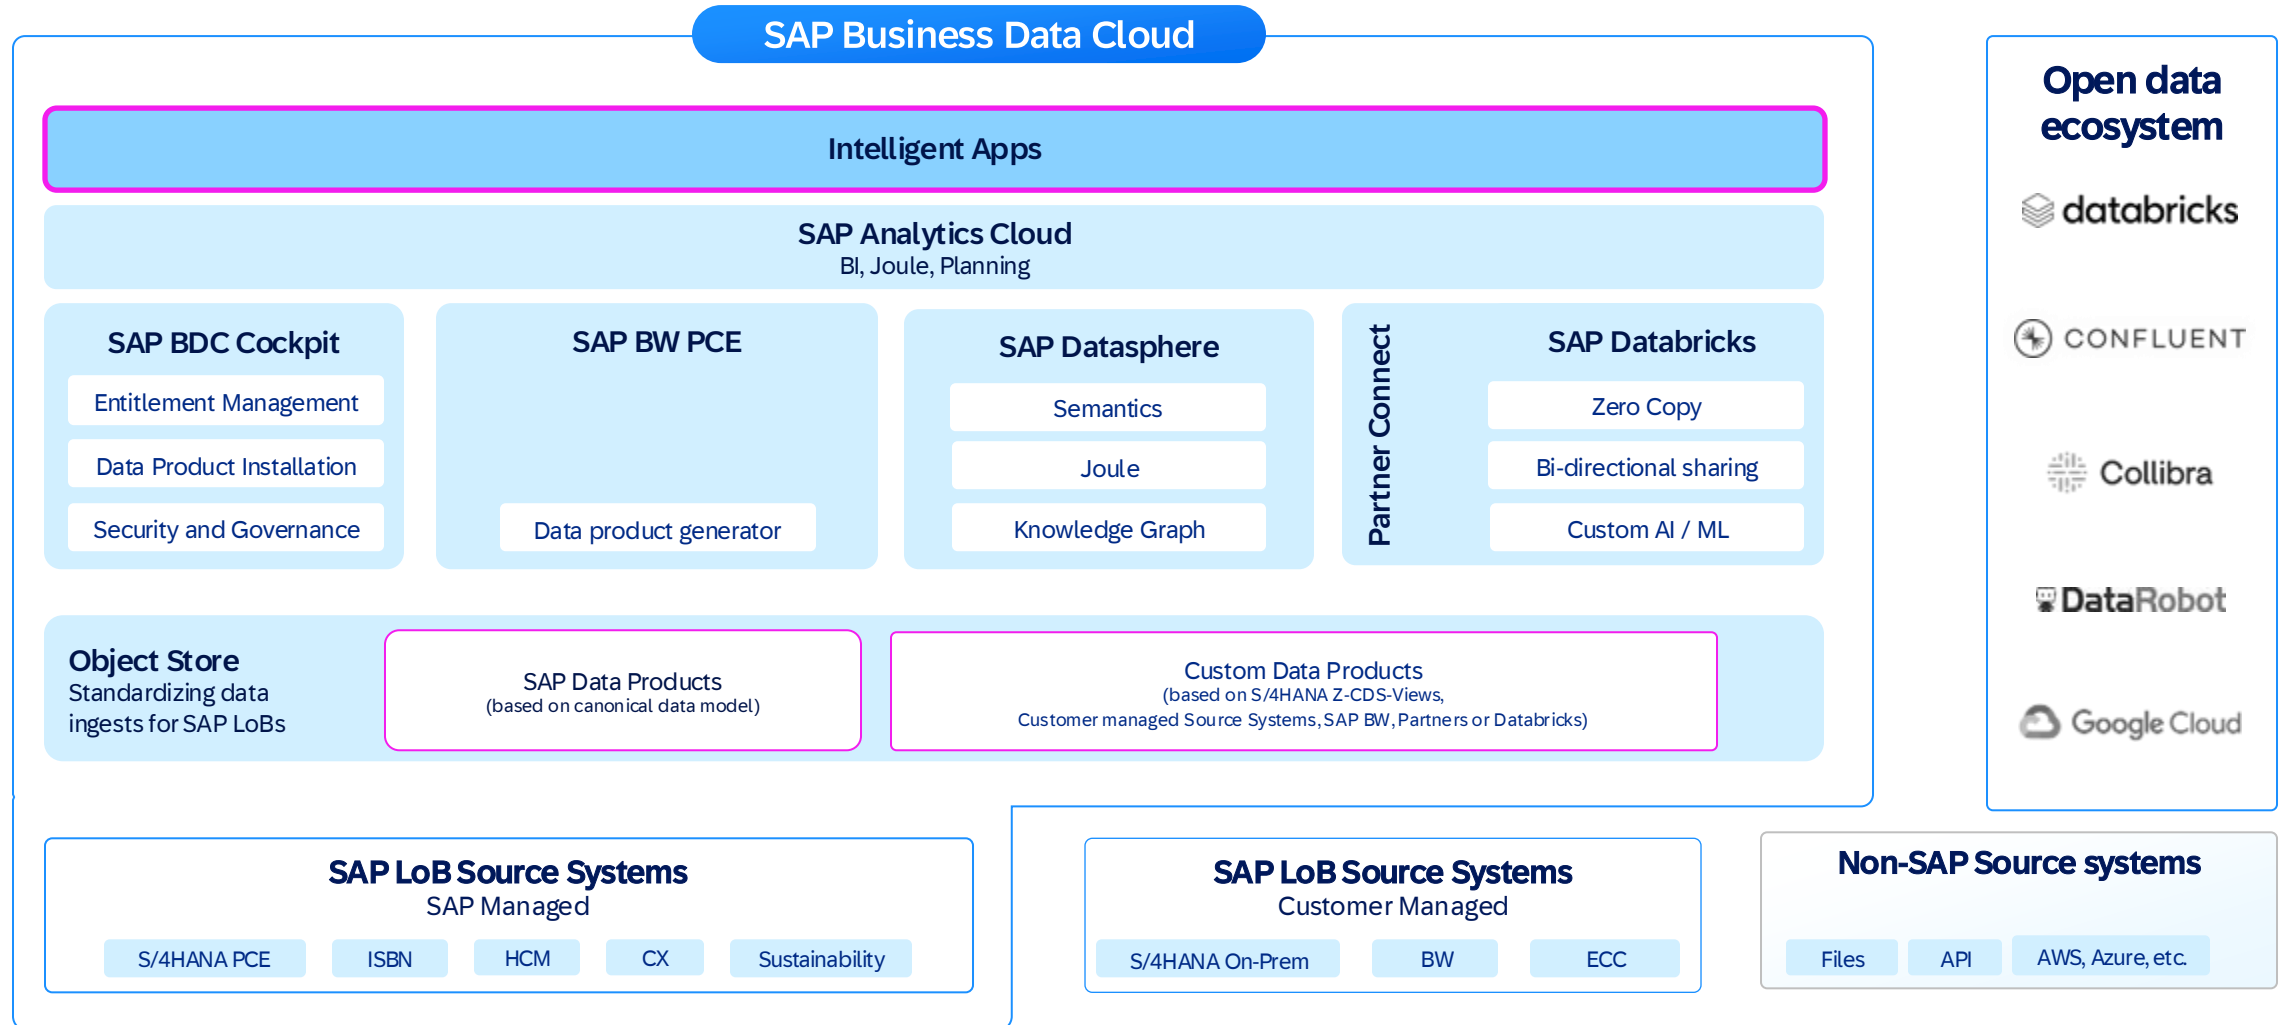 SAP Business Data Cloud
Intelligent Apps
SAP Analytics Cloud
BI, Joule, Planning
SAP BDC Cockpit
Entitlement Management
Data Product Installation
Security and Governance
SAP BW PCE
Data product generator
SAP Datasphere
Semantics
Joule
Knowledge Graph
Partner Connect
SAP Databricks
Zero Copy
Bi-directional sharing
Custom AI / ML
Object Store
Standardizing data
ingests for SAP LoBs
SAP Data Products
(based on canonical data model)
Custom Data Products
(based on S/4HANA Z-CDS-Views,
Customer managed Source Systems, SAP BW, Partners or Databricks)
Open data
ecosystem
databricks
CONFLUENT
Collibra
DataRobot
Google Cloud
SAP LoB Source Systems
SAP Managed
S/4HANA PCE
ISBN
HCM
CX
Sustainability
SAP LoB Source Systems
Customer Managed
S/4HANA On-Prem
BW
ECC
Non-SAP Source systems
Files
API
AWS, Azure, etc.